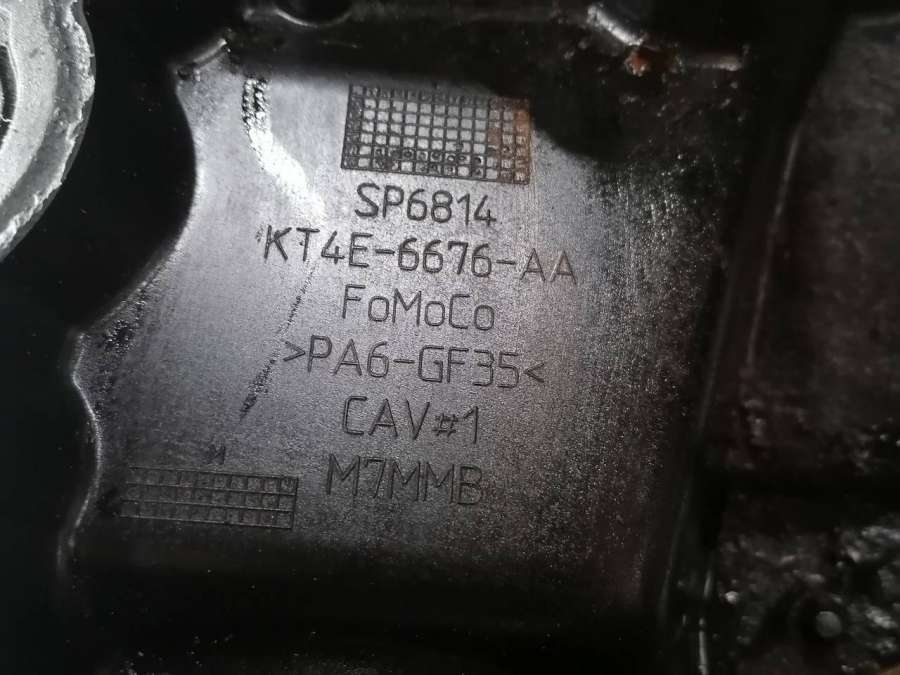 SP6814
KT4E-6676-AA
FoMoCo
>PA6-GF35<
CAV#1
M7MMB